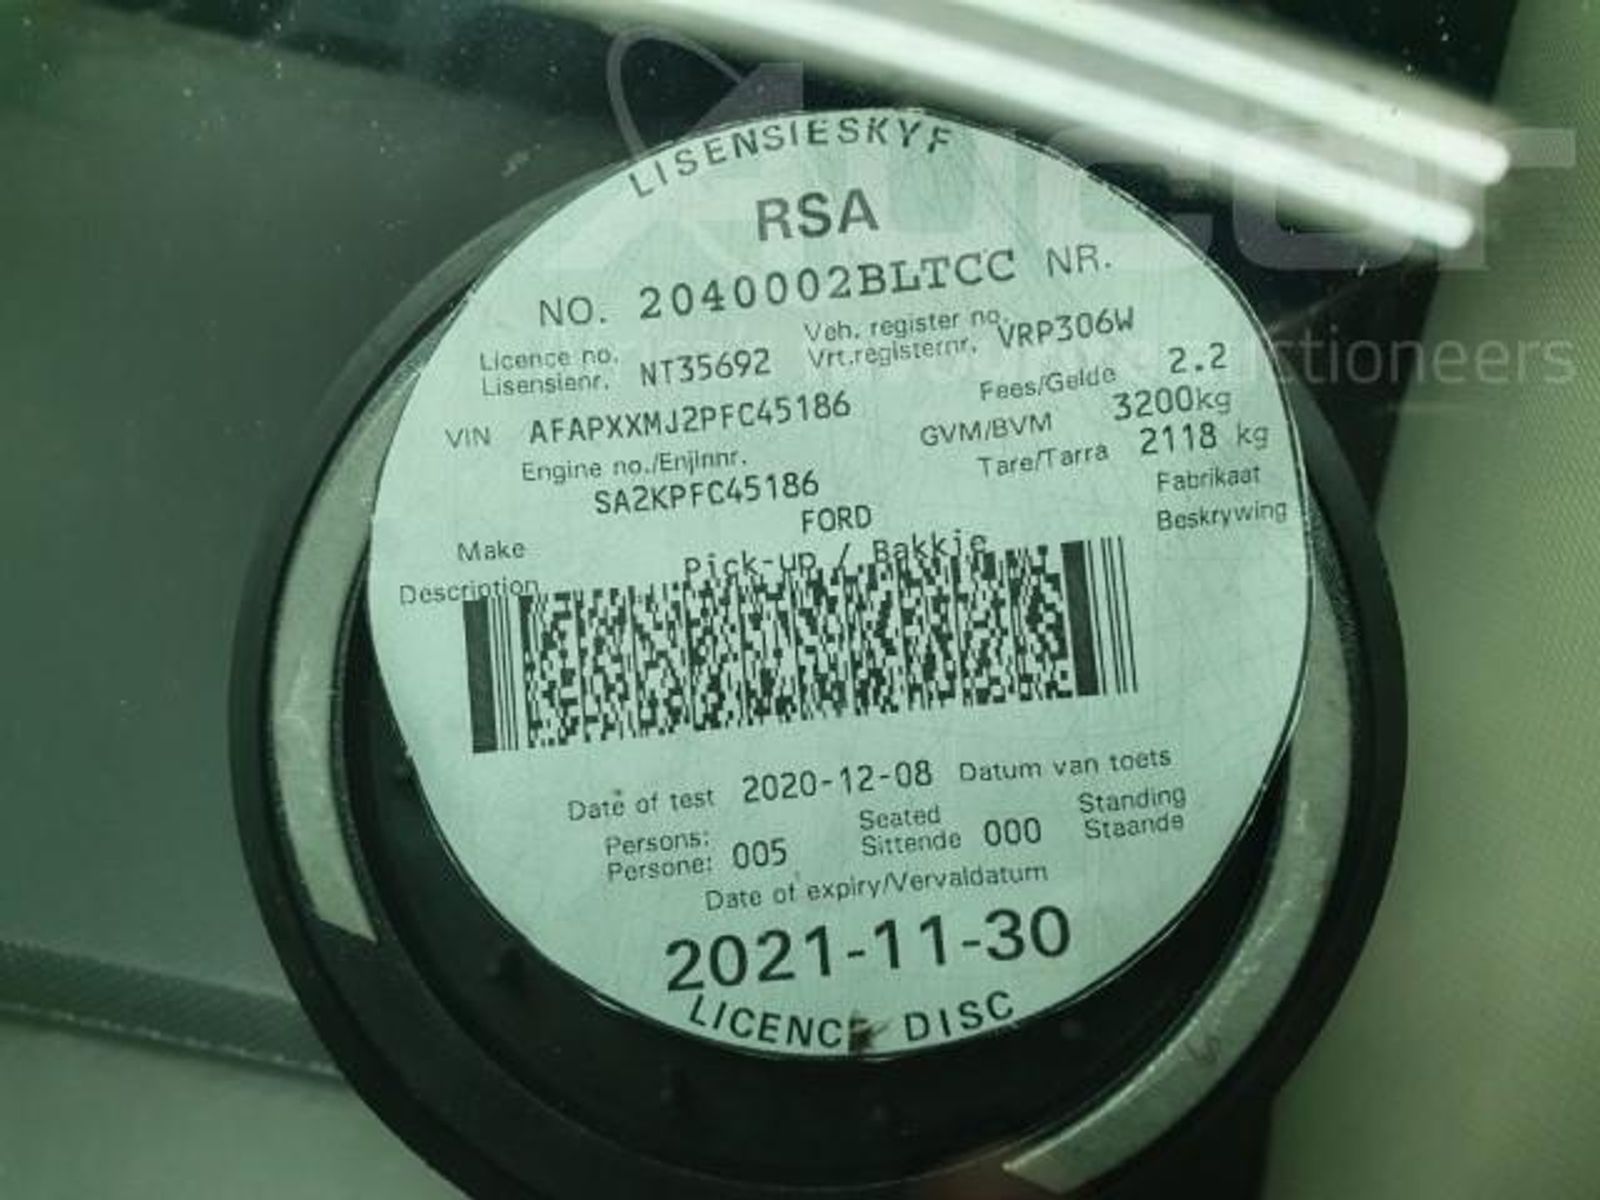 LISENSIESKYF
RSA
NO. 2040002BLTCC NR.
Licence no. NT35692 Veh. register no. VRP306W
Lisensienr. Vrt.registernr.
VIN AFAPXXMJ2PFC45186 Fees/Gelde 2.2
Engine no./Enjinnr. GVM/BVM 3200kg
SA2KPFC45186 Tare/Tarra 2118 kg
Make FORD Fabrikaat
Description Pick-up / Bakkie Beskrywing
Date of test 2020-12-08 Datum van toets
Persons: 005 Seated 000 Standing
Persone: Sittende Staande
Date of expiry/Vervaldatum
2021-11-30
LICENCE DISC
Aucor
auctioneers